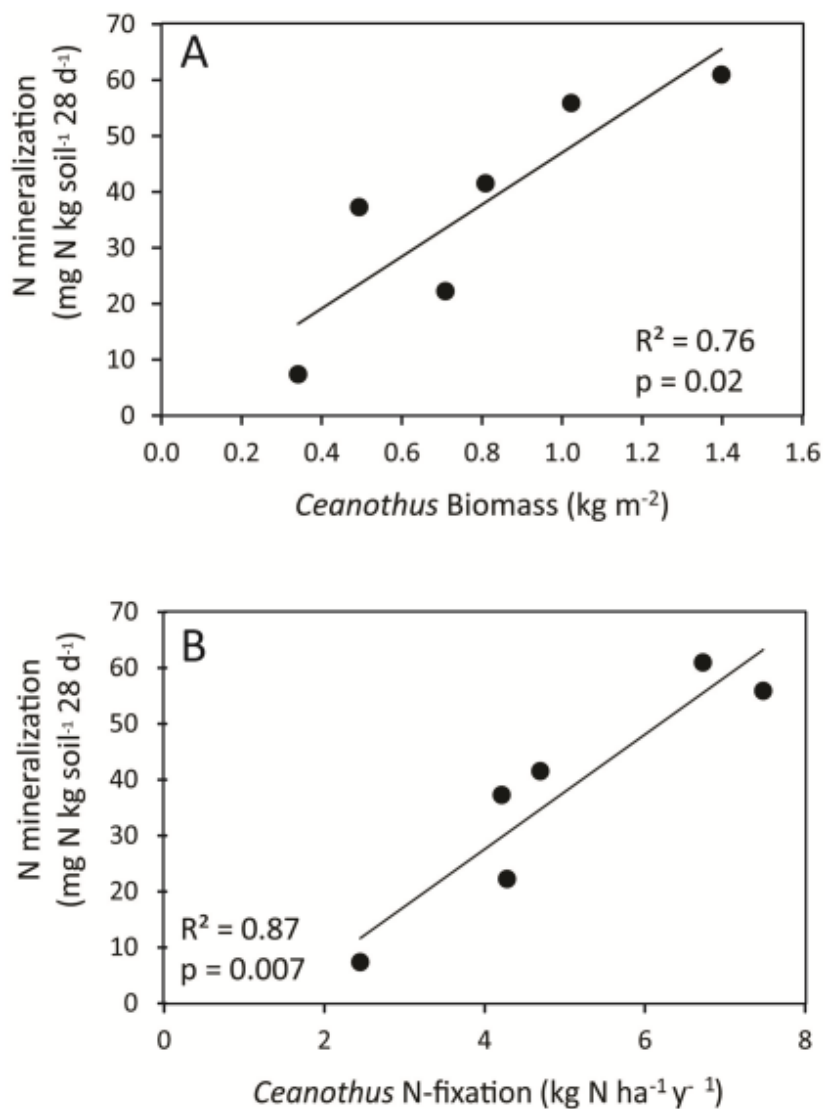 A
N mineralization
(mg N kg soil⁻¹ 28 d⁻¹)
70
60
50
40
30
20
10
0
R² = 0.76
p = 0.02
0.0 0.2 0.4 0.6 0.8 1.0 1.2 1.4 1.6
Ceanothus Biomass (kg m⁻²)
B
N mineralization
(mg N kg soil⁻¹ 28 d⁻¹)
70
60
50
40
30
20
10
0
R² = 0.87
p = 0.007
0 2 4 6 8
Ceanothus N-fixation (kg N ha⁻¹ y⁻ ¹)